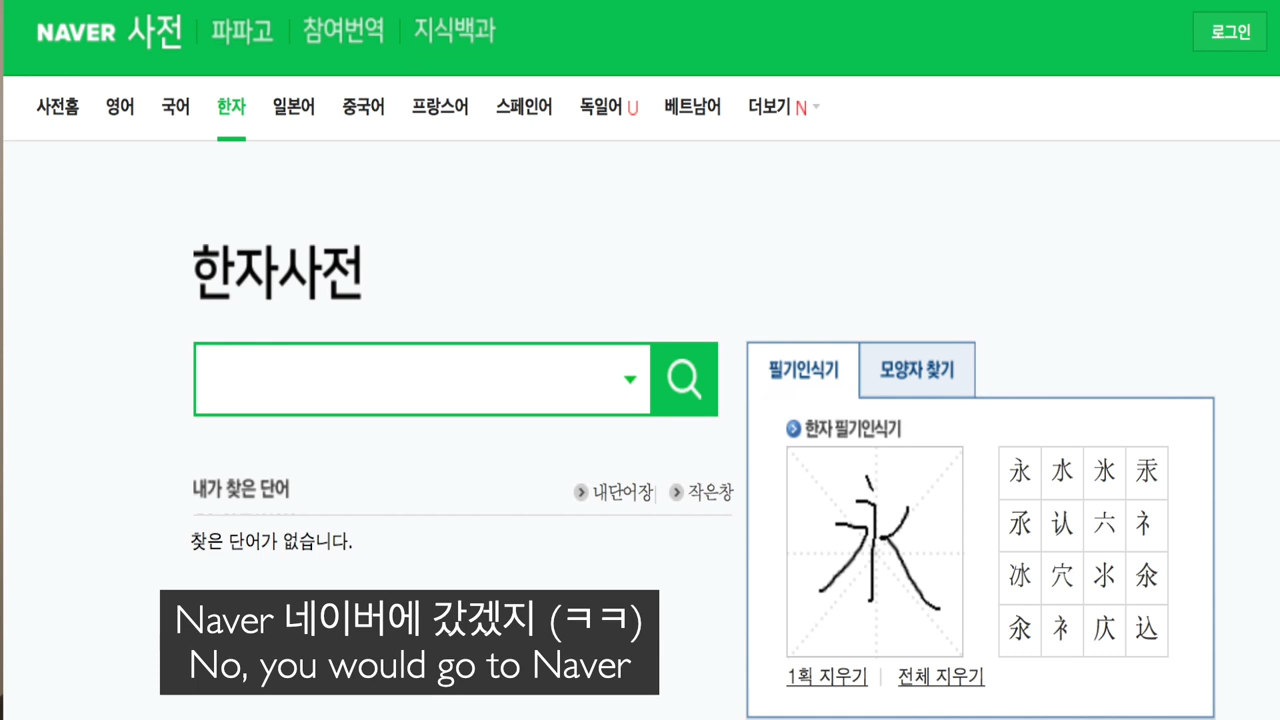 NAVER 사전 파파고 참여번역 지식백과 로그인
사전홈 영어 국어 한자 일본어 중국어 프랑스어 스페인어 독일어 U 베트남어 더보기 N
한자사전
필기인식기 모양자 찾기
한자 필기인식기
永
永 水 氷 汞
承 认 六 礻
冰 穴 氺 汆
汆 衤 庆 込
1획 지우기 전체 지우기
내가 찾은 단어 내단어장 작은창
찾은 단어가 없습니다.
Naver 네이버에 갔겠지 (ㅋㅋ)
No, you would go to Naver